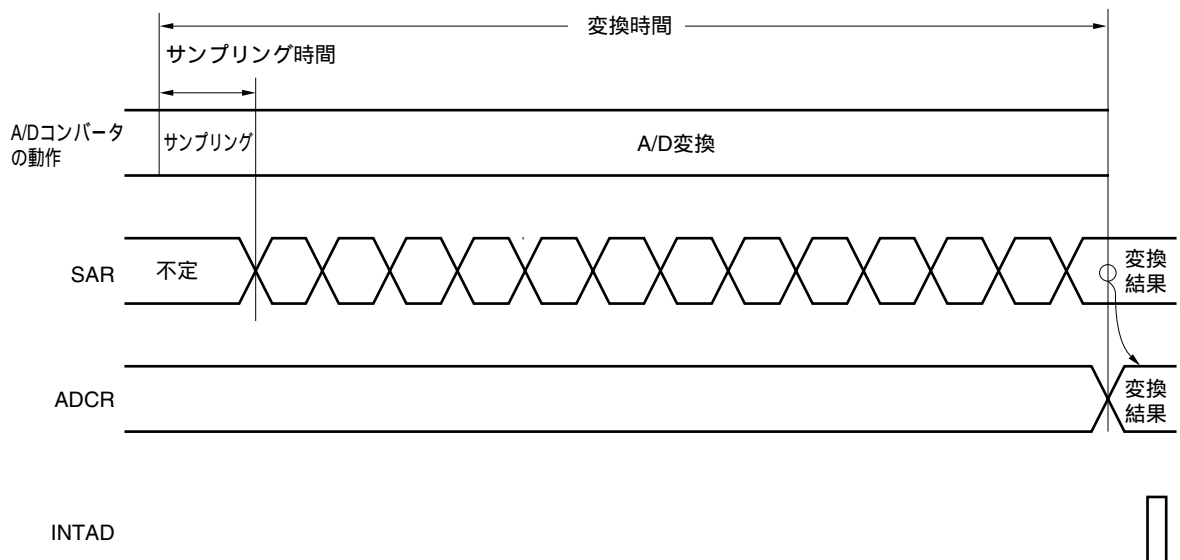 変換時間
サンプリング時間
A/Dコンバータ
の動作
サンプリング
A/D変換
SAR
不定
変換
結果
ADCR
変換
結果
INTAD